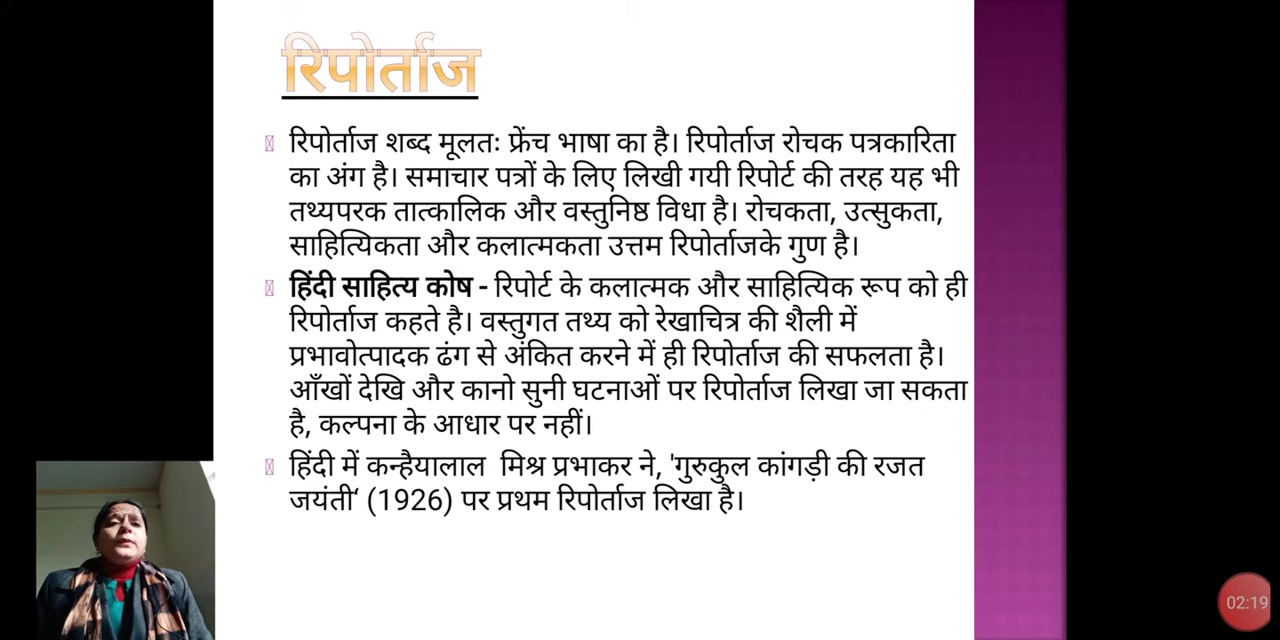 रिपोर्ताज
रिपोर्ताज शब्द मूलतः फ्रेंच भाषा का है। रिपोर्ताज रोचक पत्रकारिता
का अंग है। समाचार पत्रों के लिए लिखी गयी रिपोर्ट की तरह यह भी
तथ्यपरक तात्कालिक और वस्तुनिष्ठ विधा है। रोचकता, उत्सुकता,
साहित्यिकता और कलात्मकता उत्तम रिपोर्ताजके गुण है।
हिंदी साहित्य कोष - रिपोर्ट के कलात्मक और साहित्यिक रूप को ही
रिपोर्ताज कहते है। वस्तुगत तथ्य को रेखाचित्र की शैली में
प्रभावोत्पादक ढंग से अंकित करने में ही रिपोर्ताज की सफलता है।
आँखों देखि और कानो सुनी घटनाओं पर रिपोर्ताज लिखा जा सकता
है, कल्पना के आधार पर नहीं।
हिंदी में कन्हैयालाल  मिश्र प्रभाकर ने, 'गुरुकुल कांगड़ी की रजत
जयंती‘ (1926) पर प्रथम रिपोर्ताज लिखा है।
02:19